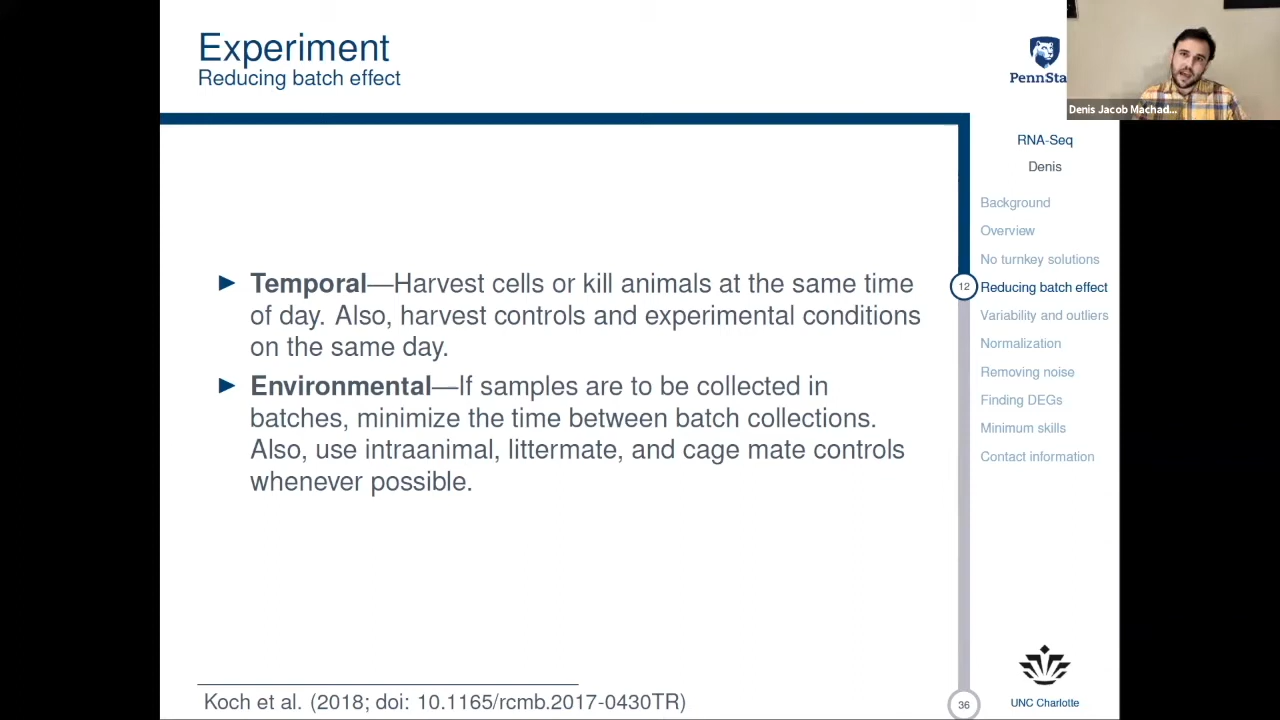 Experiment
Reducing batch effect
PennSta
Denis Jacob Machad...
RNA-Seq
Denis
Background
Overview
No turnkey solutions
12
Reducing batch effect
Variability and outliers
Normalization
Removing noise
Finding DEGs
Minimum skills
Contact information
Temporal—Harvest cells or kill animals at the same time
of day. Also, harvest controls and experimental conditions
on the same day.
Environmental—If samples are to be collected in
batches, minimize the time between batch collections.
Also, use intraanimal, littermate, and cage mate controls
whenever possible.
Koch et al. (2018; doi: 10.1165/rcmb.2017-0430TR)
36
UNC Charlotte